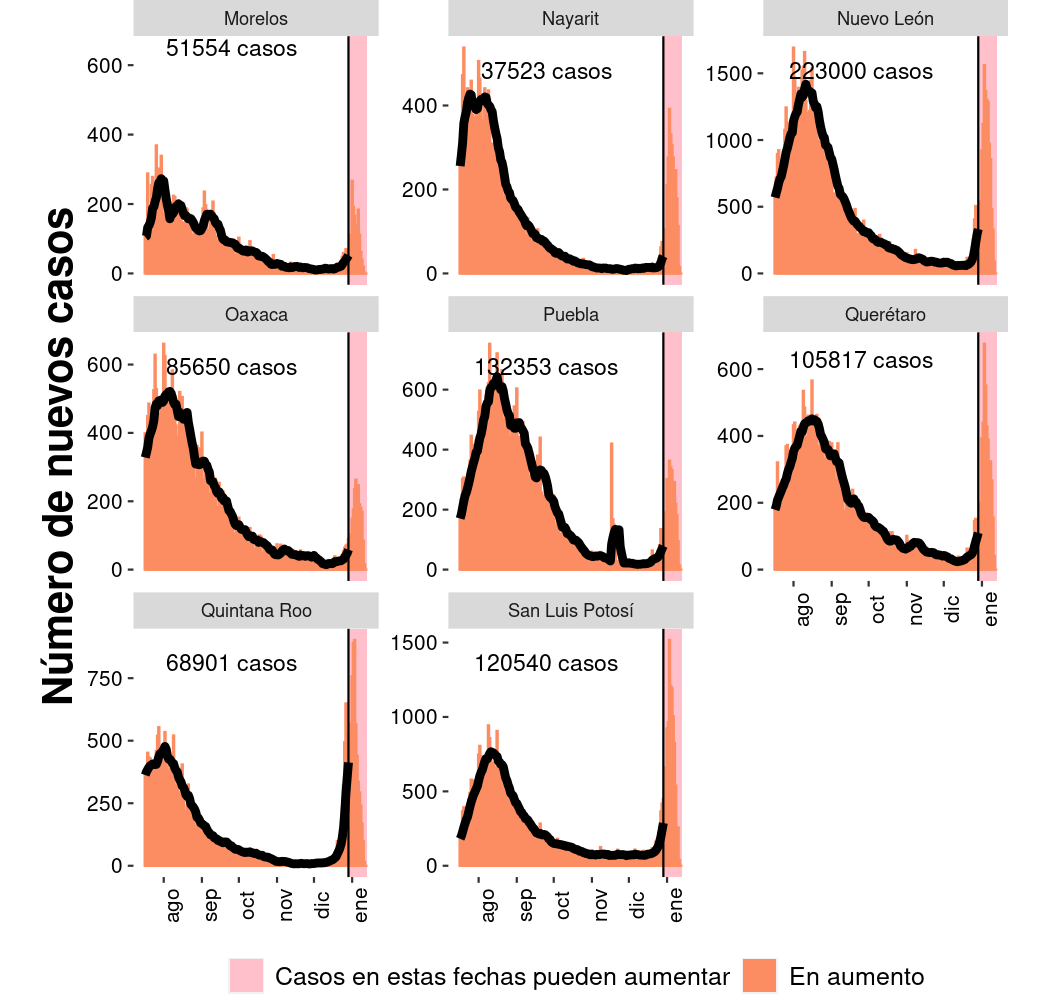 Número de nuevos casos
Morelos
Nayarit
Nuevo León
51554 casos
37523 casos
223000 casos
600
400
200
0
400
200
0
1500
1000
500
0
Oaxaca
Puebla
Querétaro
85650 casos
132353 casos
105817 casos
600
400
200
0
600
400
200
0
600
400
200
0
ago sep oct nov dic ene
Quintana Roo
San Luis Potosí
68901 casos
120540 casos
750
500
250
0
1500
1000
500
0
ago sep oct nov dic ene
ago sep oct nov dic ene
Casos en estas fechas pueden aumentar
En aumento